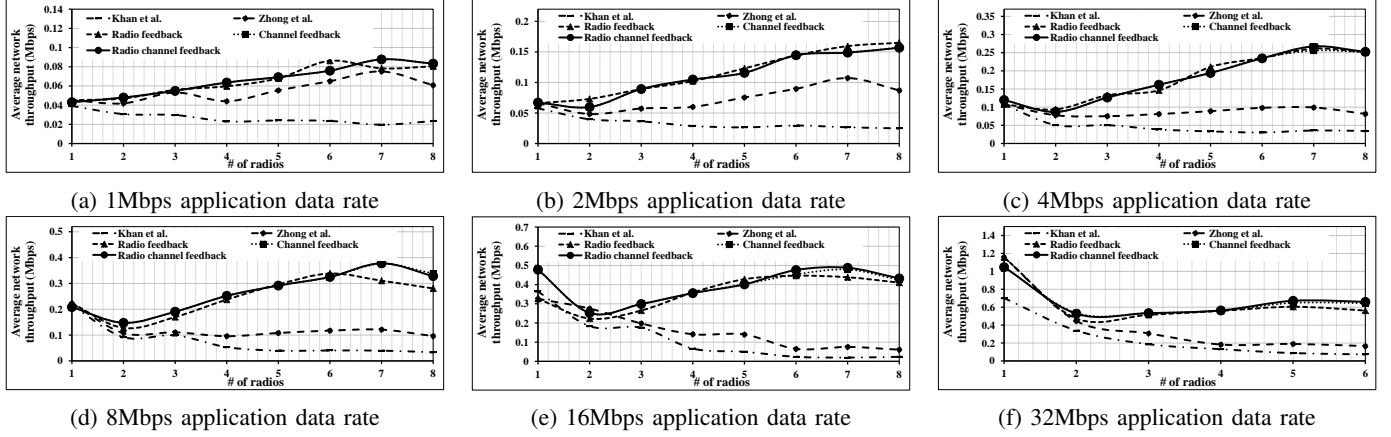 Average network throughput (Mbps)
0.14
0.12
0.1
0.08
0.06
0.04
0.02
0
Khan et al.
Zhong et al.
Radio feedback
Channel feedback
Radio channel feedback
1 2 3 4 5 6 7 8
# of radios
(a) 1Mbps application data rate
Average network throughput (Mbps)
0.2
0.15
0.1
0.05
0
Khan et al.
Zhong et al.
Radio feedback
Channel feedback
Radio channel feedback
1 2 3 4 5 6 7 8
# of radios
(b) 2Mbps application data rate
Average network throughput (Mbps)
0.35
0.3
0.25
0.2
0.15
0.1
0.05
0
Khan et al.
Zhong et al.
Radio feedback
Channel feedback
Radio channel feedback
1 2 3 4 5 6 7 8
# of radios
(c) 4Mbps application data rate
Average network throughput (Mbps)
0.5
0.4
0.3
0.2
0.1
0
Khan et al.
Zhong et al.
Radio feedback
Channel feedback
Radio channel feedback
1 2 3 4 5 6 7 8
# of radios
(d) 8Mbps application data rate
Average network throughput (Mbps)
0.7
0.6
0.5
0.4
0.3
0.2
0.1
0
Khan et al.
Zhong et al.
Radio feedback
Channel feedback
Radio channel feedback
1 2 3 4 5 6 7 8
# of radios
(e) 16Mbps application data rate
Average network throughput (Mbps)
1.4
1.2
1
0.8
0.6
0.4
0.2
0
Khan et al.
Zhong et al.
Radio feedback
Channel feedback
Radio channel feedback
1 2 3 4 5 6
# of radios
(f) 32Mbps application data rate